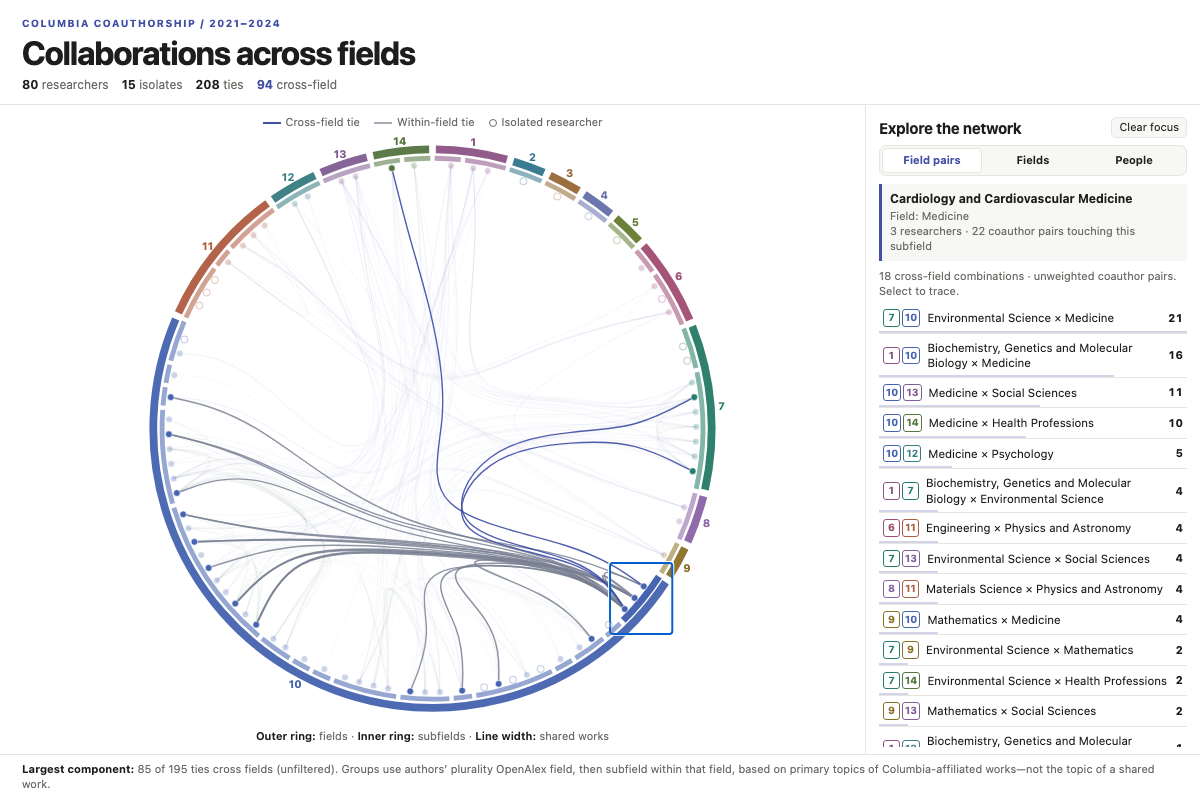 COLUMBIA COAUTHORSHIP / 2021–2024
Collaborations across fields
80 researchers 15 isolates 208 ties 94 cross-field
Cross-field tie Within-field tie Isolated researcher
14
1
13
2
3
12
4
5
11
6
7
8
9
10
Outer ring: fields · Inner ring: subfields · Line width: shared works
Explore the network
Clear focus
Field pairs Fields People
Cardiology and Cardiovascular Medicine
Field: Medicine
3 researchers · 22 coauthor pairs touching this
subfield
18 cross-field combinations · unweighted coauthor pairs.
Select to trace.
7 10 Environmental Science × Medicine 21
1 10 Biochemistry, Genetics and Molecular
Biology × Medicine 16
10 13 Medicine × Social Sciences 11
10 14 Medicine × Health Professions 10
10 12 Medicine × Psychology 5
1 7 Biochemistry, Genetics and Molecular
Biology × Environmental Science 4
6 11 Engineering × Physics and Astronomy 4
7 13 Environmental Science × Social Sciences 4
8 11 Materials Science × Physics and Astronomy 4
9 10 Mathematics × Medicine 4
7 9 Environmental Science × Mathematics 2
7 14 Environmental Science × Health Professions 2
9 13 Mathematics × Social Sciences 2
Biochemistry, Genetics and Molecular
Largest component: 85 of 195 ties cross fields (unfiltered). Groups use authors’ plurality OpenAlex field, then subfield within that field, based on primary topics of Columbia-affiliated works—not the topic of a shared
work.